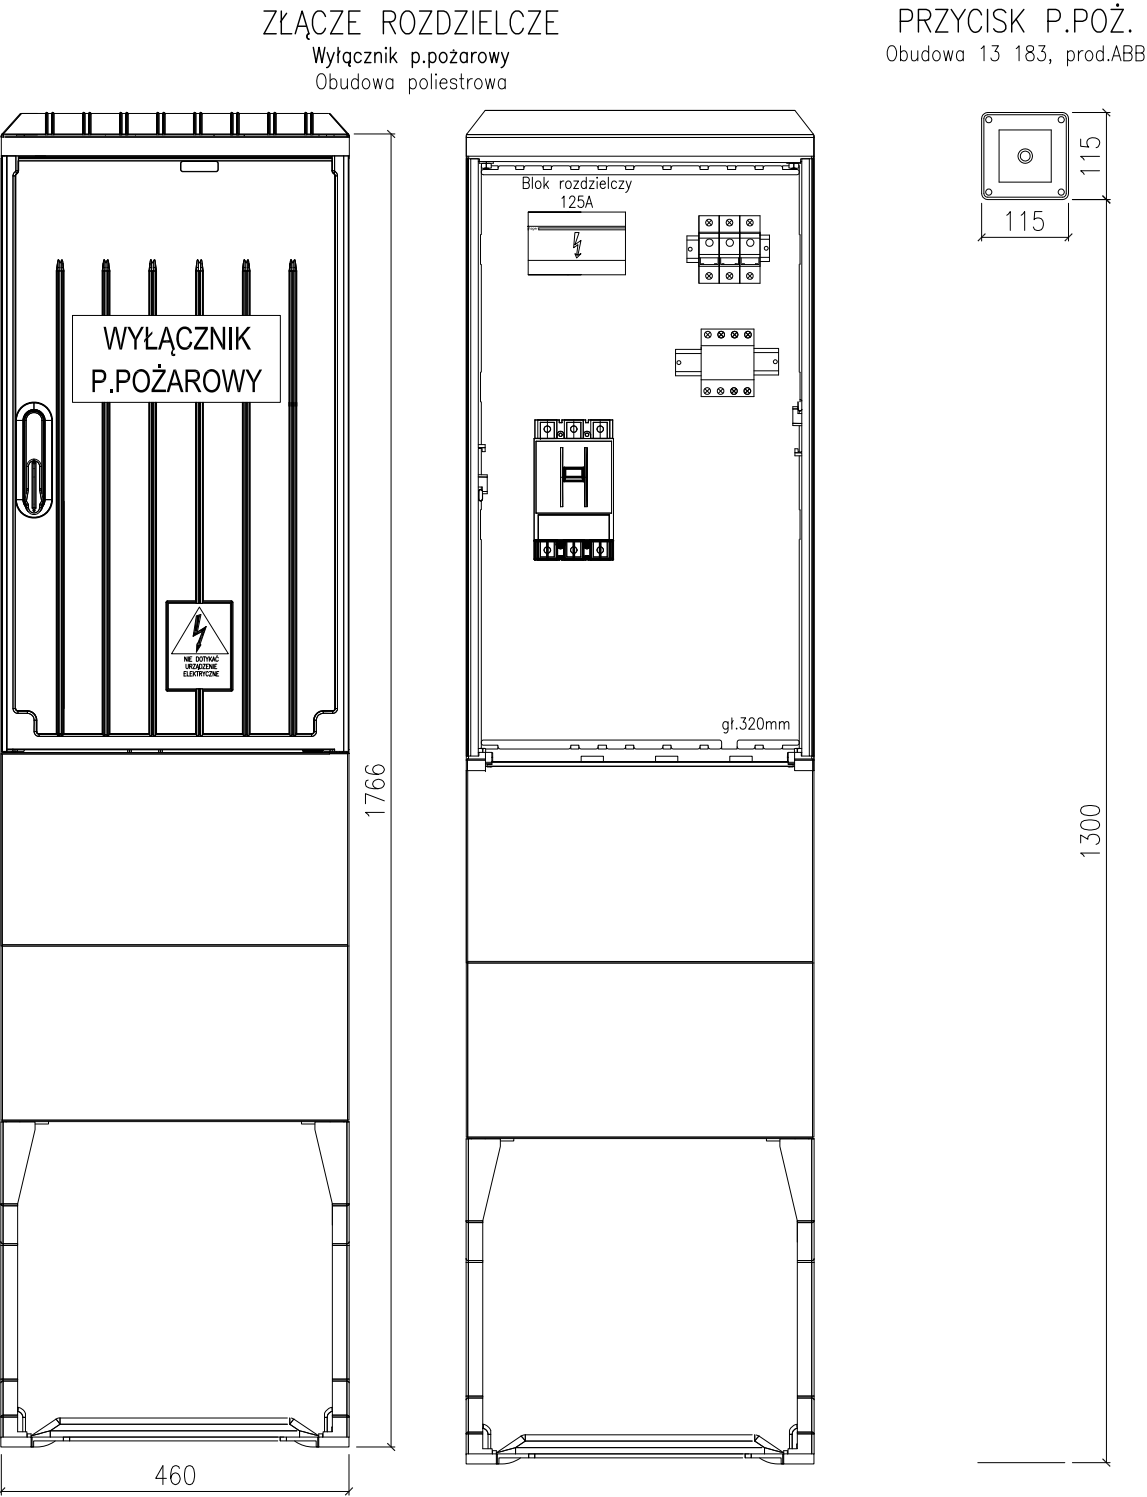 ZŁĄCZE ROZDZIELCZE
Wyłącznik p.pożarowy
Obudowa poliestrowa
PRZYCISK P.POŻ.
Obudowa 13 183, prod.ABB
WYŁĄCZNIK
P.POŻAROWY
NIE DOTYKAĆ
URZĄDZENIE
ELEKTRYCZNE
1766
460
Blok rozdzielczy
125A
gł.320mm
115
115
1300